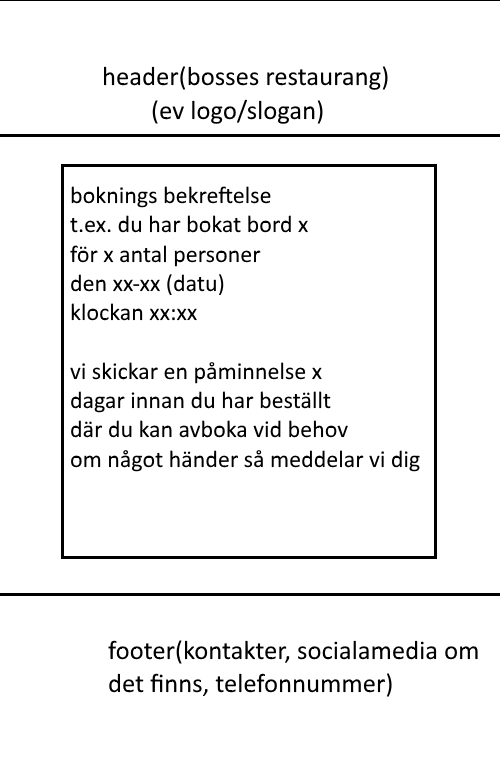 header(bosses restaurang)
(ev logo/slogan)
boknings bekreftelse
t.ex. du har bokat bord x
för x antal personer
den xx-xx (datu)
klockan xx:xx
vi skickar en påminnelse x
dagar innan du har beställt
där du kan avboka vid behov
om något händer så meddelar vi dig
footer(kontakter, socialamedia om
det finns, telefonnummer)